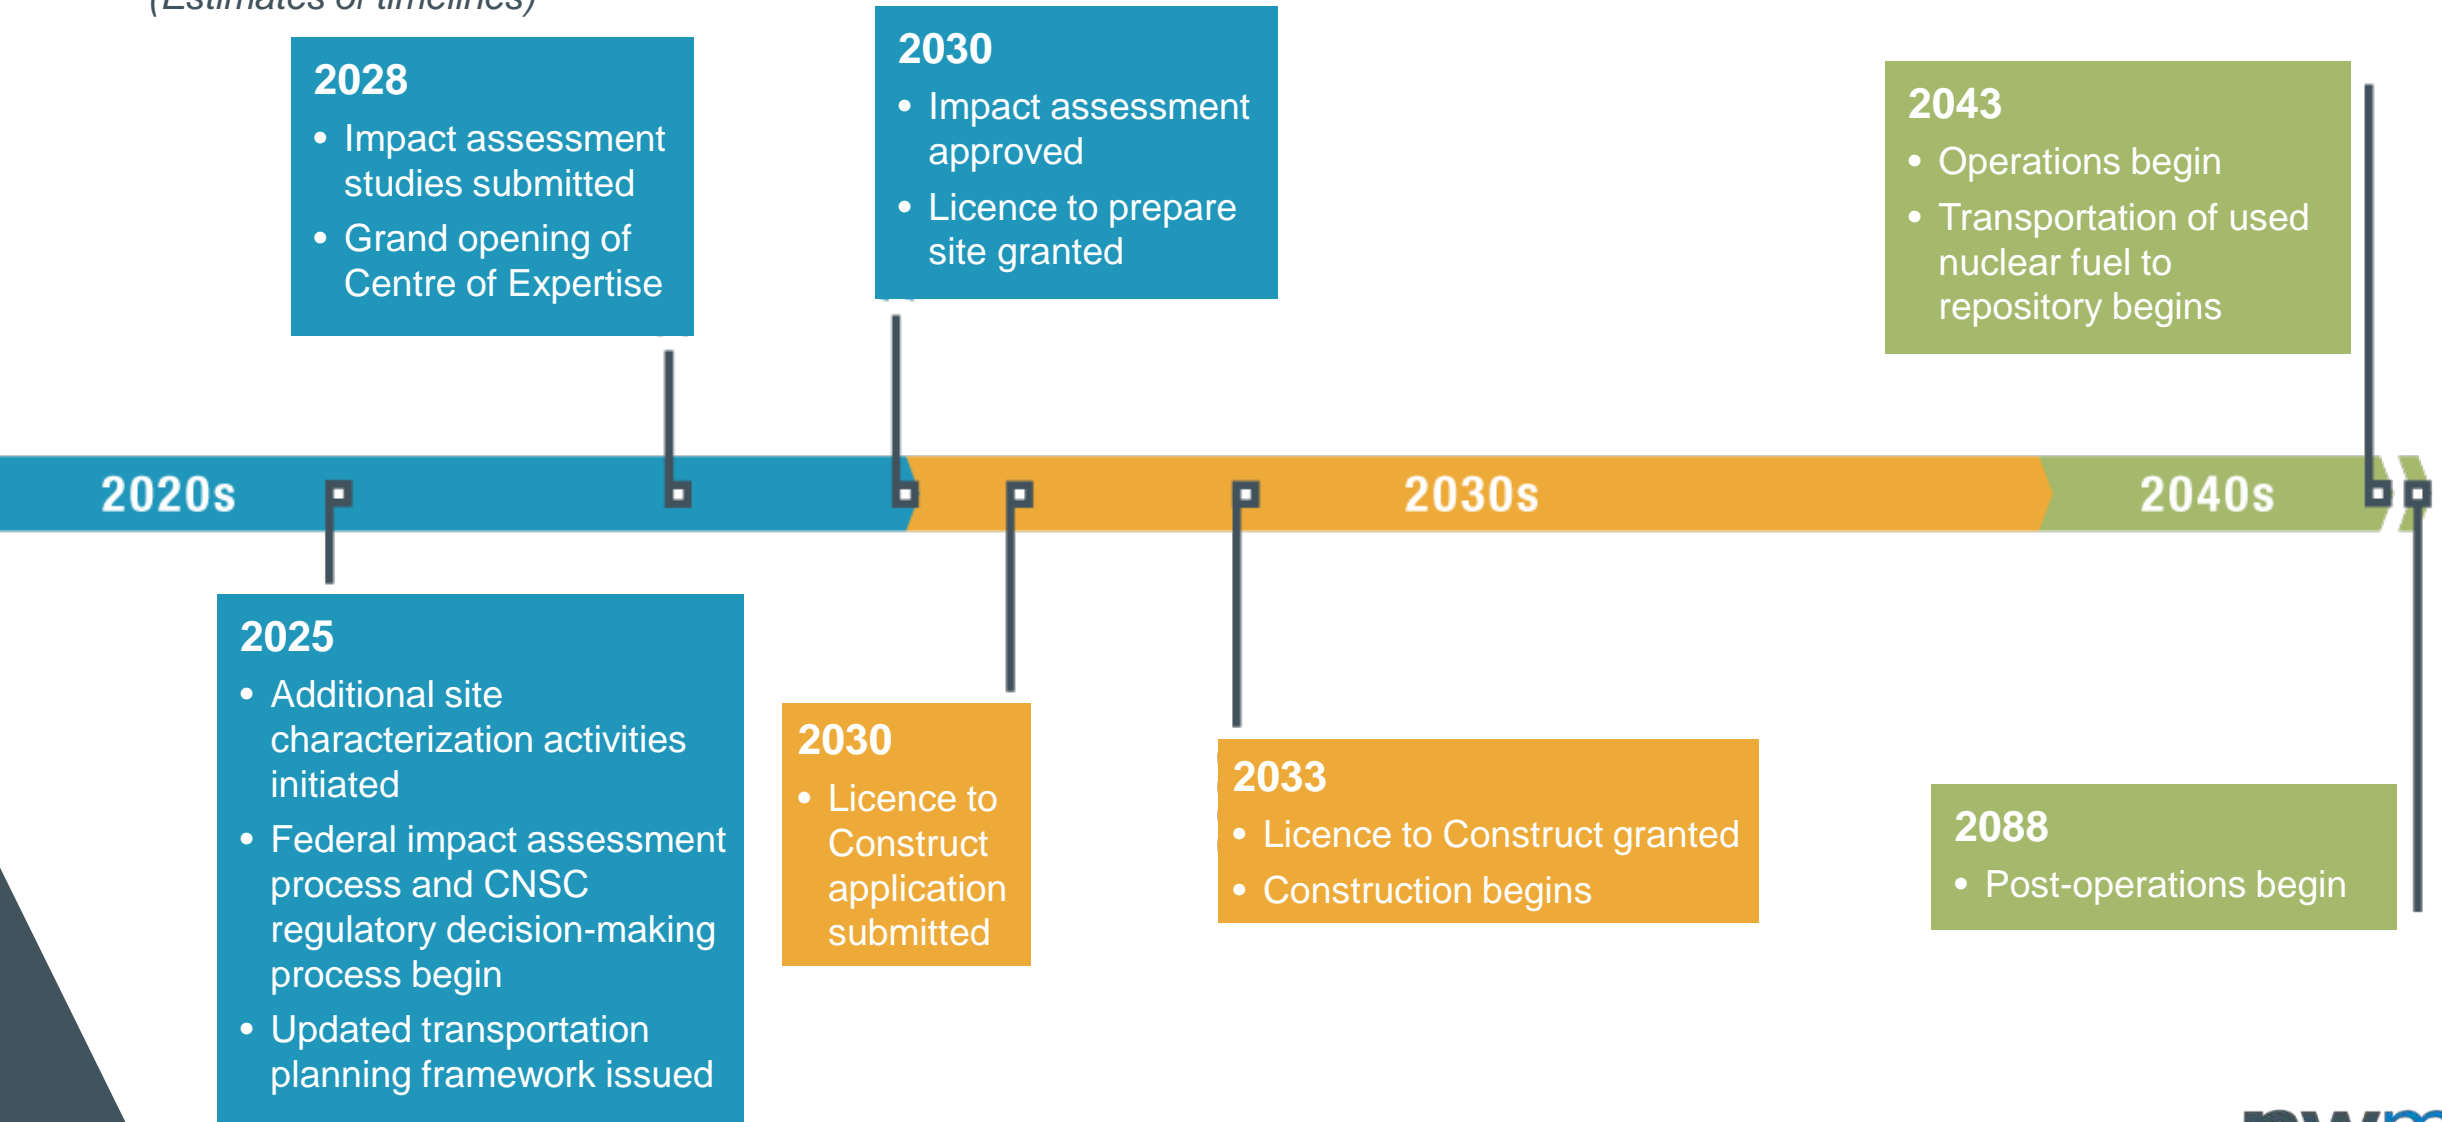 (Estimates of timelines)
2028
• Impact assessment
studies submitted
• Grand opening of
Centre of Expertise
2030
• Impact assessment
approved
• Licence to prepare
site granted
2043
• Operations begin
• Transportation of used
nuclear fuel to
repository begins
2020s
2030s
2040s
2025
• Additional site
characterization activities
initiated
• Federal impact assessment
process and CNSC
regulatory decision-making
process begin
• Updated transportation
planning framework issued
2030
• Licence to
Construct
application
submitted
2033
• Licence to Construct granted
• Construction begins
2088
• Post-operations begin